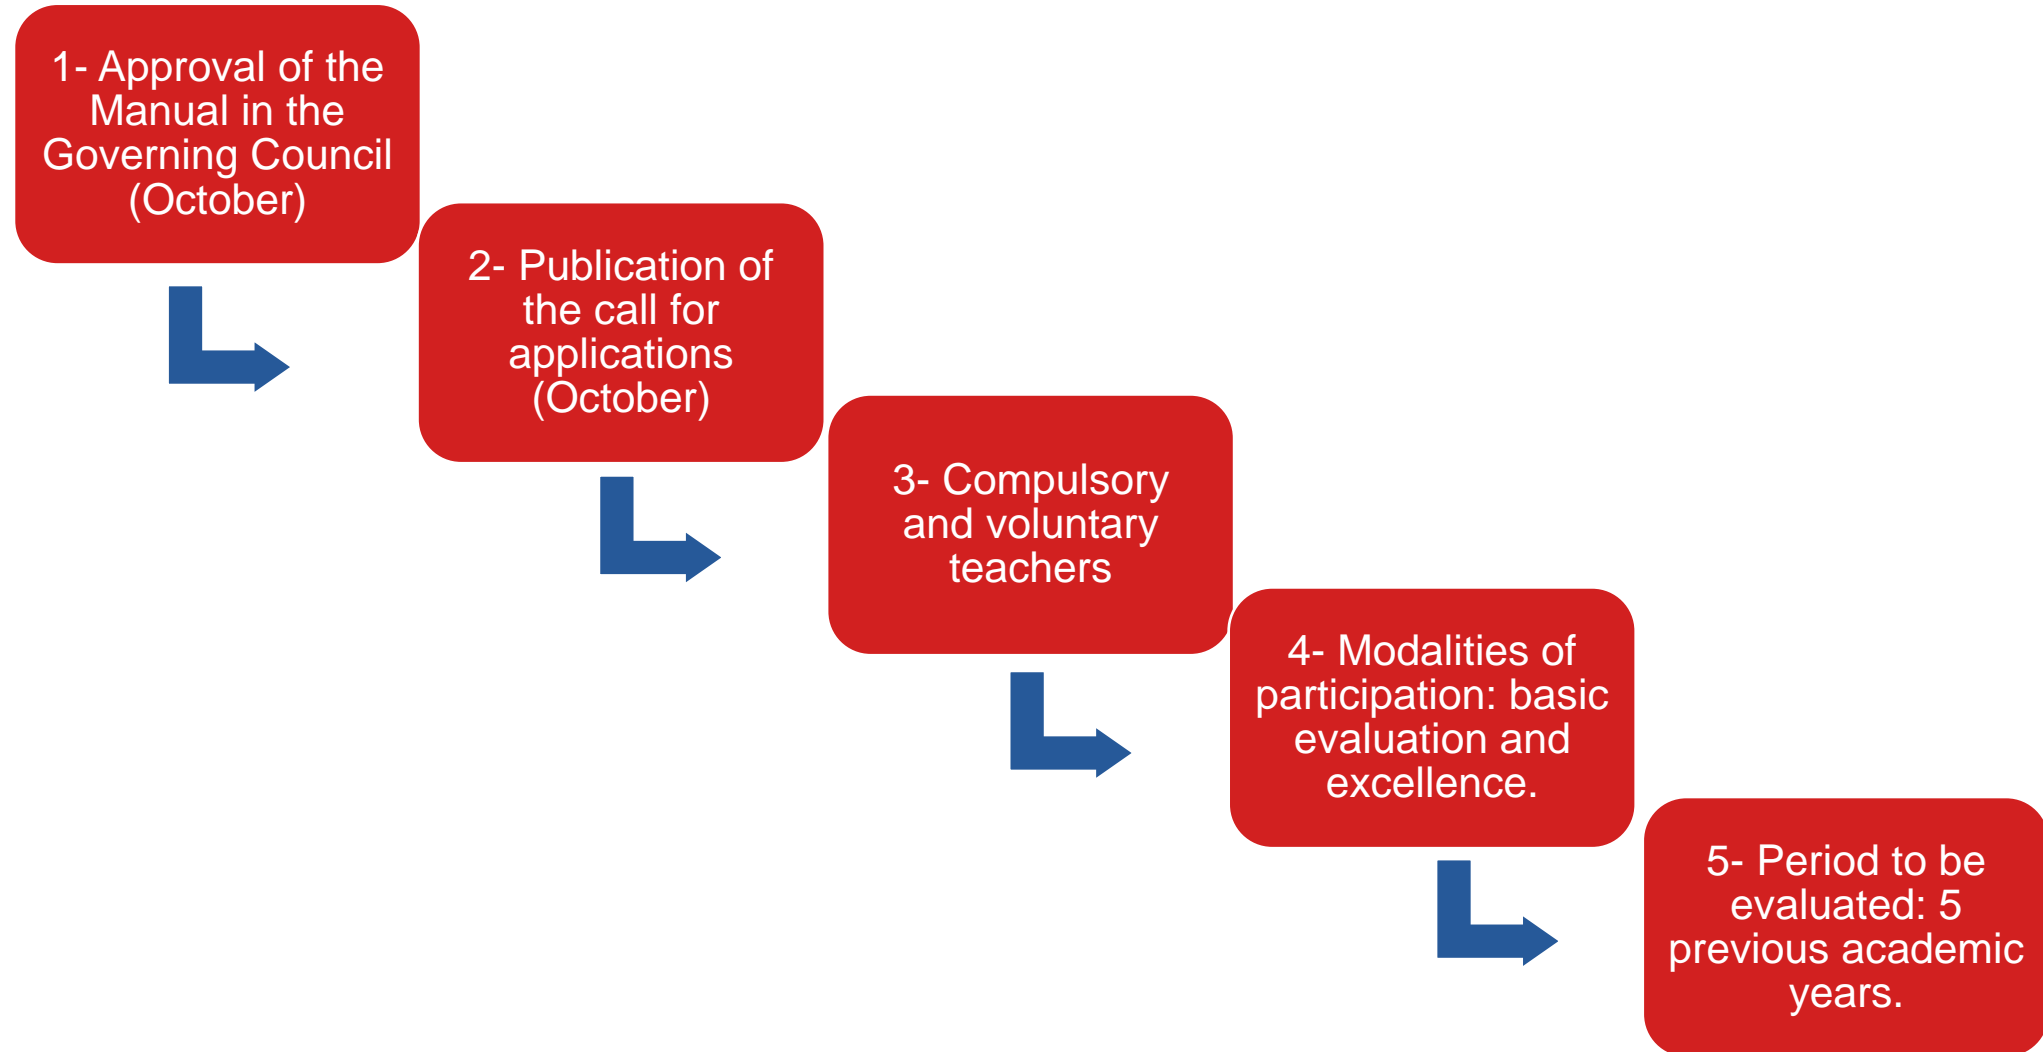 1- Approval of the
Manual in the
Governing Council
(October)
2- Publication of
the call for
applications
(October)
3- Compulsory
and voluntary
teachers
4- Modalities of
participation: basic
evaluation and
excellence.
5- Period to be
evaluated: 5
previous academic
years.